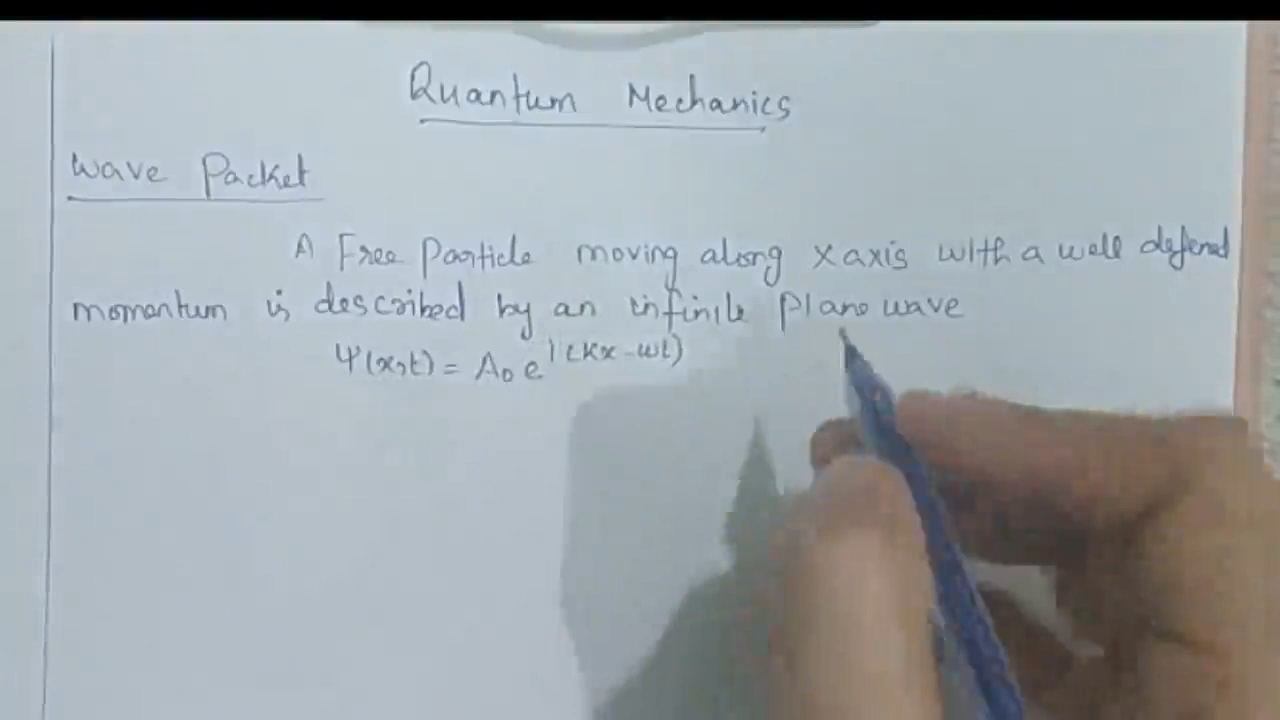 Quantum Mechanics
Wave Packet
A Free Particle moving along x axis with a well defened
momentum is described by an infinite Plane wave
Ψ(x,t) = A₀ e^i(kx-ωt)